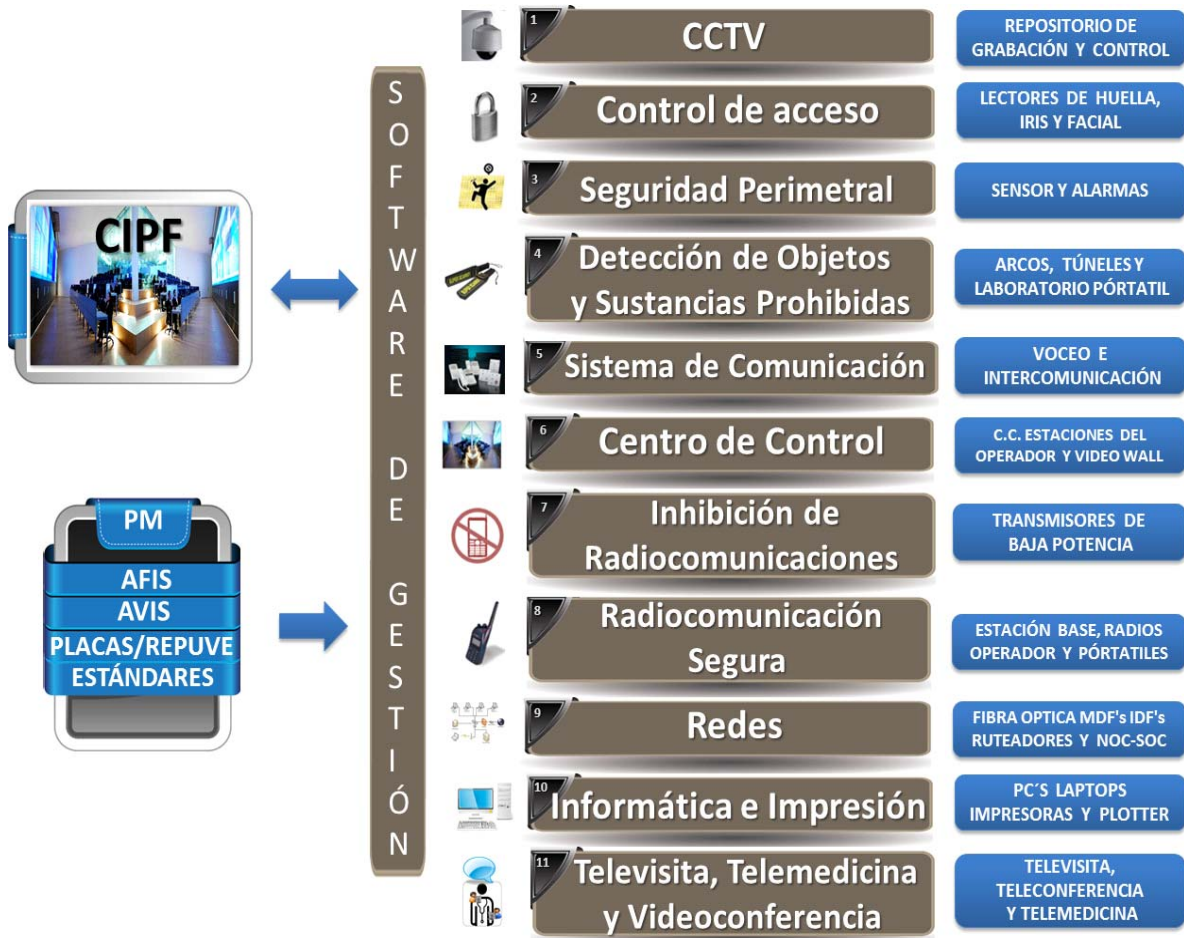 CIPF
PM
AFIS
AVIS
PLACAS/REPUVE
ESTÁNDARES
SOFTWARE DE GESTIÓN
1
CCTV
REPOSITORIO DE
GRABACIÓN Y CONTROL
2
Control de acceso
LECTORES DE HUELLA,
IRIS Y FACIAL
3
Seguridad Perimetral
SENSOR Y ALARMAS
4
Detección de Objetos
y Sustancias Prohibidas
ARCOS, TÚNELES Y
LABORATORIO PÓRTATIL
5
Sistema de Comunicación
VOCEO E
INTERCOMUNICACIÓN
6
Centro de Control
C.C. ESTACIONES DEL
OPERADOR Y VIDEO WALL
7
Inhibición de
Radiocomunicaciones
TRANSMISORES DE
BAJA POTENCIA
8
Radiocomunicación
Segura
ESTACIÓN BASE, RADIOS
OPERADOR Y PÓRTATILES
9
Redes
FIBRA OPTICA MDF's IDF's
RUTEADORES Y NOC-SOC
10
Informática e Impresión
PC´S LAPTOPS
IMPRESORAS Y PLOTTER
11
Televisita, Telemedicina
y Videoconferencia
TELEVISITA,
TELECONFERENCIA
Y TELEMEDICINA